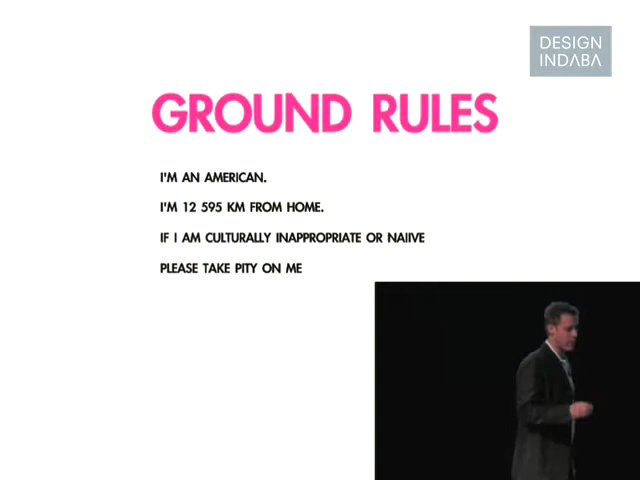 DESIGN
INDABA
GROUND RULES
I'M AN AMERICAN.
I'M 12 595 KM FROM HOME.
IF I AM CULTURALLY INAPPROPRIATE OR NAIIVE
PLEASE TAKE PITY ON ME